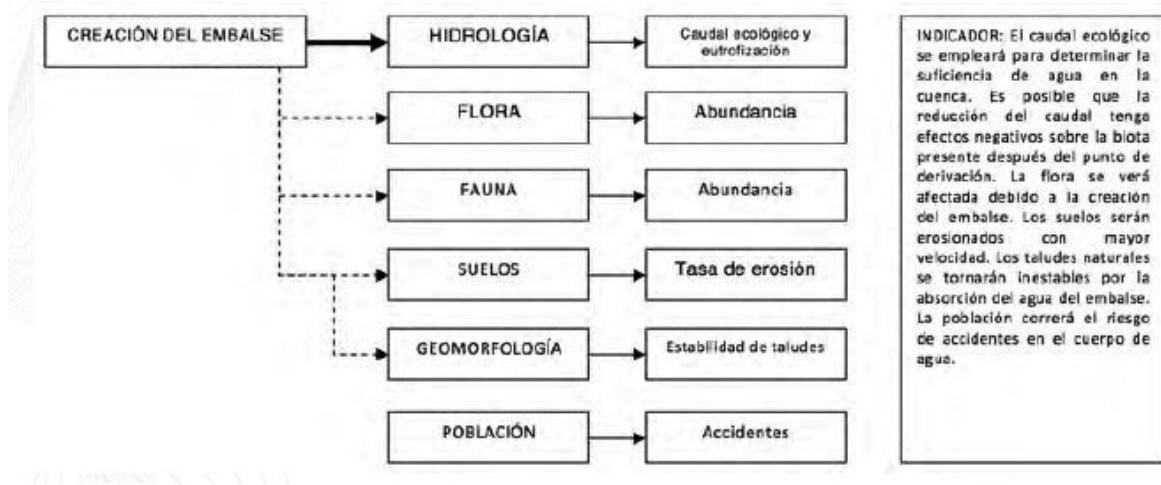 CREACIÓN DEL EMBALSE
HIDROLOGÍA
Caudal ecológico y
eutrofización
FLORA
Abundancia
FAUNA
Abundancia
SUELOS
Tasa de erosión
GEOMORFOLOGÍA
Estabilidad de taludes
POBLACIÓN
Accidentes
INDICADOR: El caudal ecológico
se empleará para determinar la
suficiencia de agua en la
cuenca. Es posible que la
reducción del caudal tenga
efectos negativos sobre la biota
presente después del punto de
derivación. La flora se verá
afectada debido a la creación
del embalse. Los suelos serán
erosionados con mayor
velocidad. Los taludes naturales
se tornarán inestables por la
absorción del agua del embalse.
La población correrá el riesgo
de accidentes en el cuerpo de
agua.